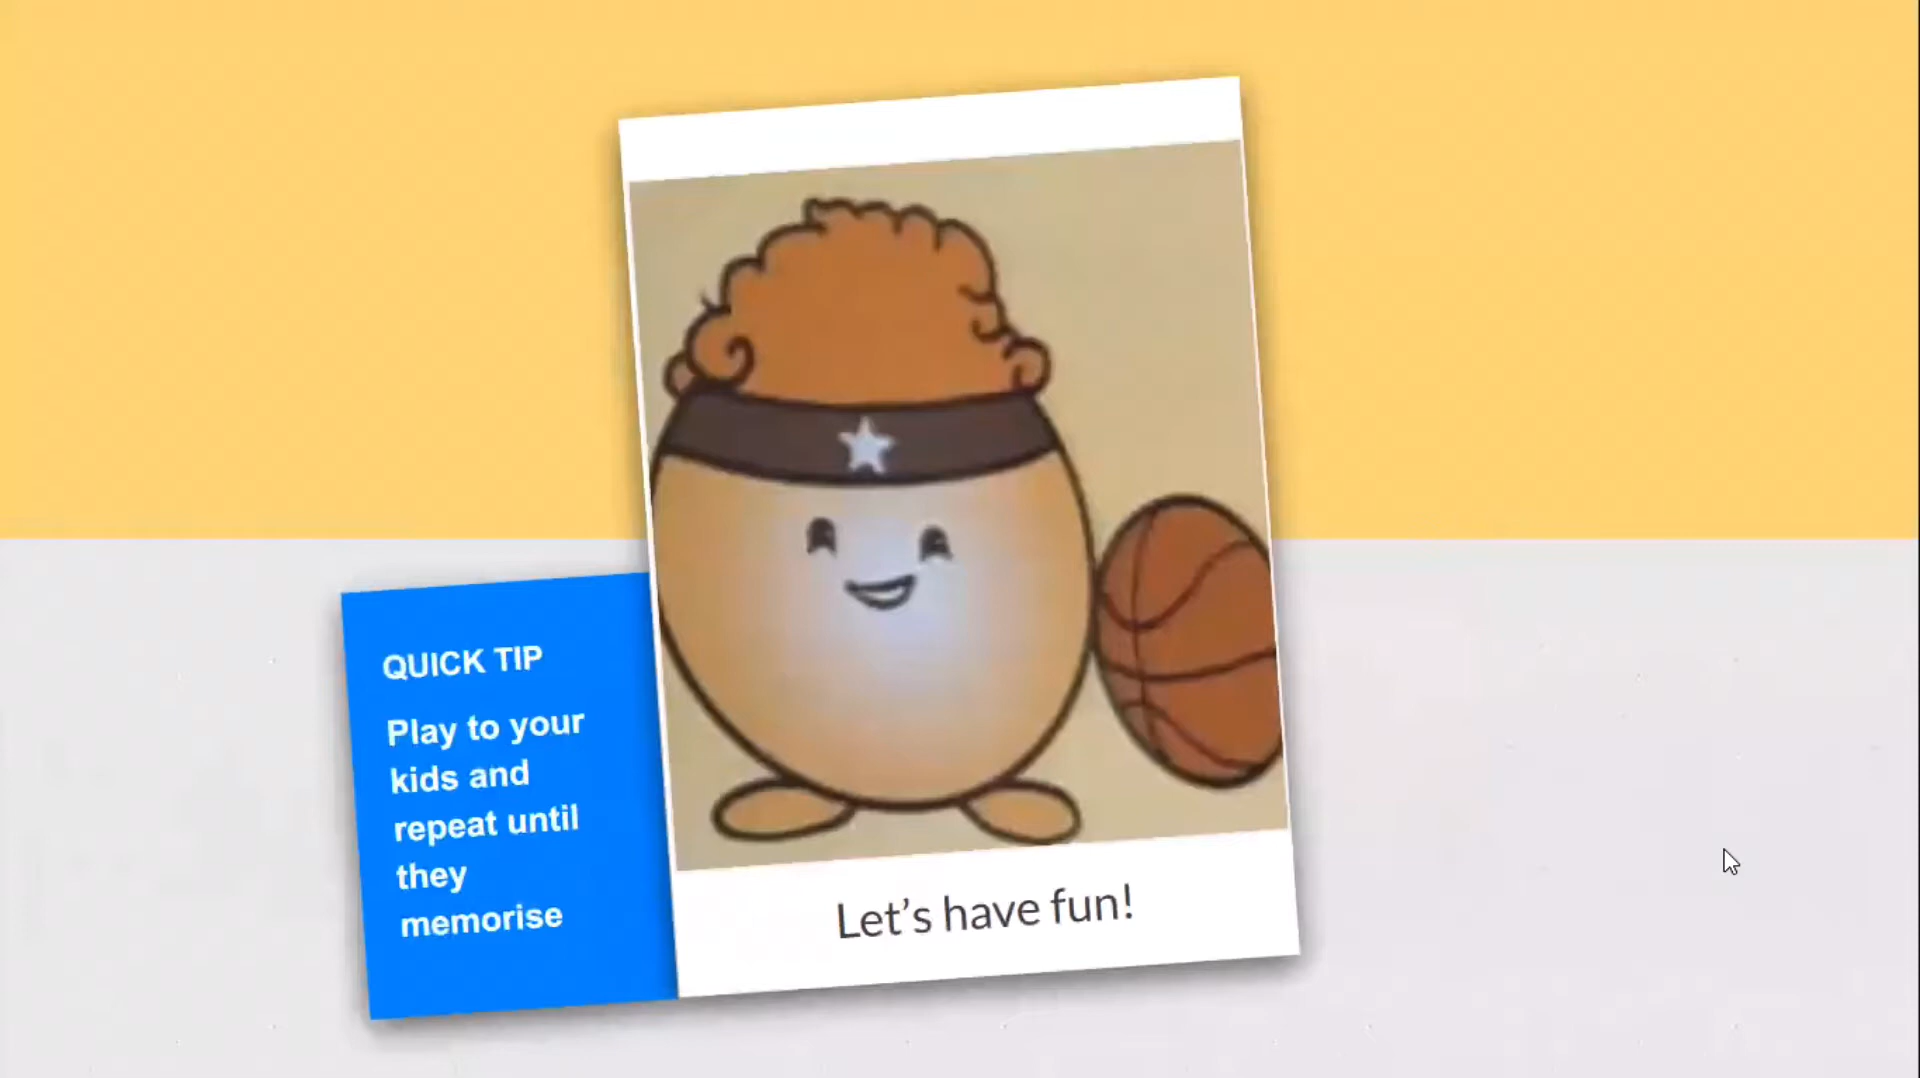 QUICK TIP
Play to your
kids and
repeat until
they
memorise
Let’s have fun!